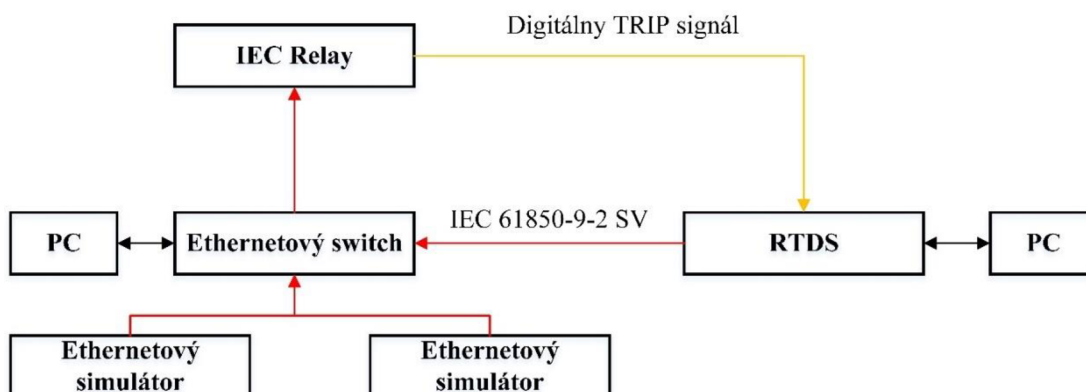 Digitálny TRIP signál
IEC Relay
IEC 61850-9-2 SV
PC
Ethernetový switch
RTDS
PC
Ethernetový
simulátor
Ethernetový
simulátor